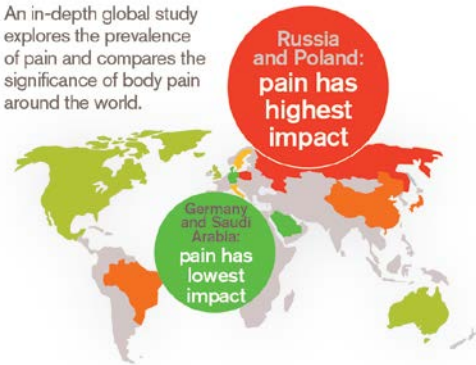 An in-depth global study
explores the prevalence
of pain and compares the
significance of body pain
around the world.
Russia
and Poland:
pain has
highest
impact
Germany
and Saudi
Arabia:
pain has
lowest
impact